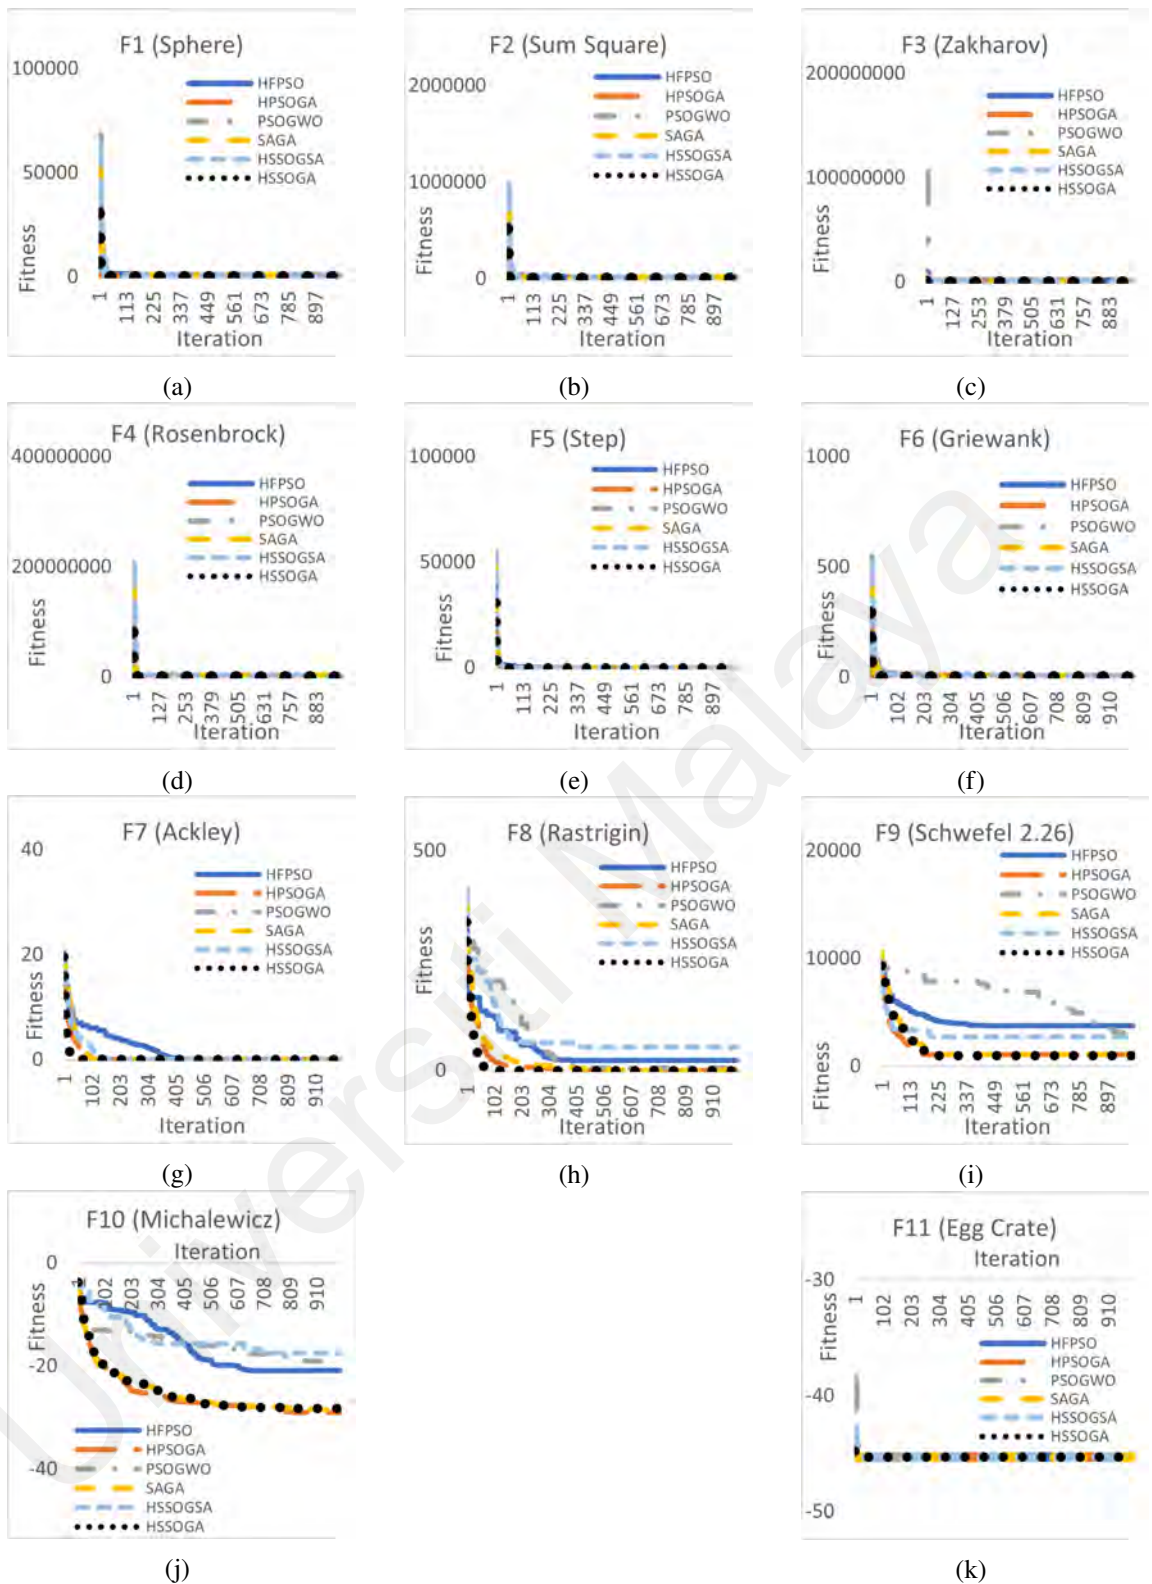 F1 (Sphere)
100000
50000
0
Fitness
HFPSO
HPSOGA
PSOGWO
SAGA
HSSOGSA
HSSOGA
1
113
225
337
449
561
673
785
897
Iteration
(a)
F2 (Sum Square)
2000000
1000000
0
Fitness
HFPSO
HPSOGA
PSOGWO
SAGA
HSSOGSA
HSSOGA
1
113
225
337
449
561
673
785
897
Iteration
(b)
F3 (Zakharov)
200000000
100000000
0
Fitness
HFPSO
HPSOGA
PSOGWO
SAGA
HSSOGSA
HSSOGA
1
127
253
379
505
631
757
883
Iteration
(c)
F4 (Rosenbrock)
400000000
200000000
0
Fitness
HFPSO
HPSOGA
PSOGWO
SAGA
HSSOGSA
HSSOGA
1
127
253
379
505
631
757
883
Iteration
(d)
F5 (Step)
100000
50000
0
Fitness
HFPSO
HPSOGA
PSOGWO
SAGA
HSSOGSA
HSSOGA
1
113
225
337
449
561
673
785
897
Iteration
(e)
F6 (Griewank)
1000
500
0
Fitness
HFPSO
HPSOGA
PSOGWO
SAGA
HSSOGSA
HSSOGA
1
102
203
304
405
506
607
708
809
910
Iteration
(f)
F7 (Ackley)
40
20
0
Fitness
HFPSO
HPSOGA
PSOGWO
SAGA
HSSOGSA
HSSOGA
1
102
203
304
405
506
607
708
809
910
Iteration
(g)
F8 (Rastrigin)
500
0
Fitness
HFPSO
HPSOGA
PSOGWO
SAGA
HSSOGSA
HSSOGA
1
102
203
304
405
506
607
708
809
910
Iteration
(h)
F9 (Schwefel 2.26)
20000
10000
0
Fitness
HFPSO
HPSOGA
PSOGWO
SAGA
HSSOGSA
HSSOGA
1
113
225
337
449
561
673
785
897
Iteration
(i)
F10 (Michalewicz)
Iteration
0
-20
-40
Fitness
1
102
203
304
405
506
607
708
809
910
HFPSO
HPSOGA
PSOGWO
SAGA
HSSOGSA
HSSOGA
(j)
F11 (Egg Crate)
Iteration
-30
-40
-50
Fitness
1
102
203
304
405
506
607
708
809
910
HFPSO
HPSOGA
PSOGWO
SAGA
HSSOGSA
HSSOGA
(k)
Universiti Malaya